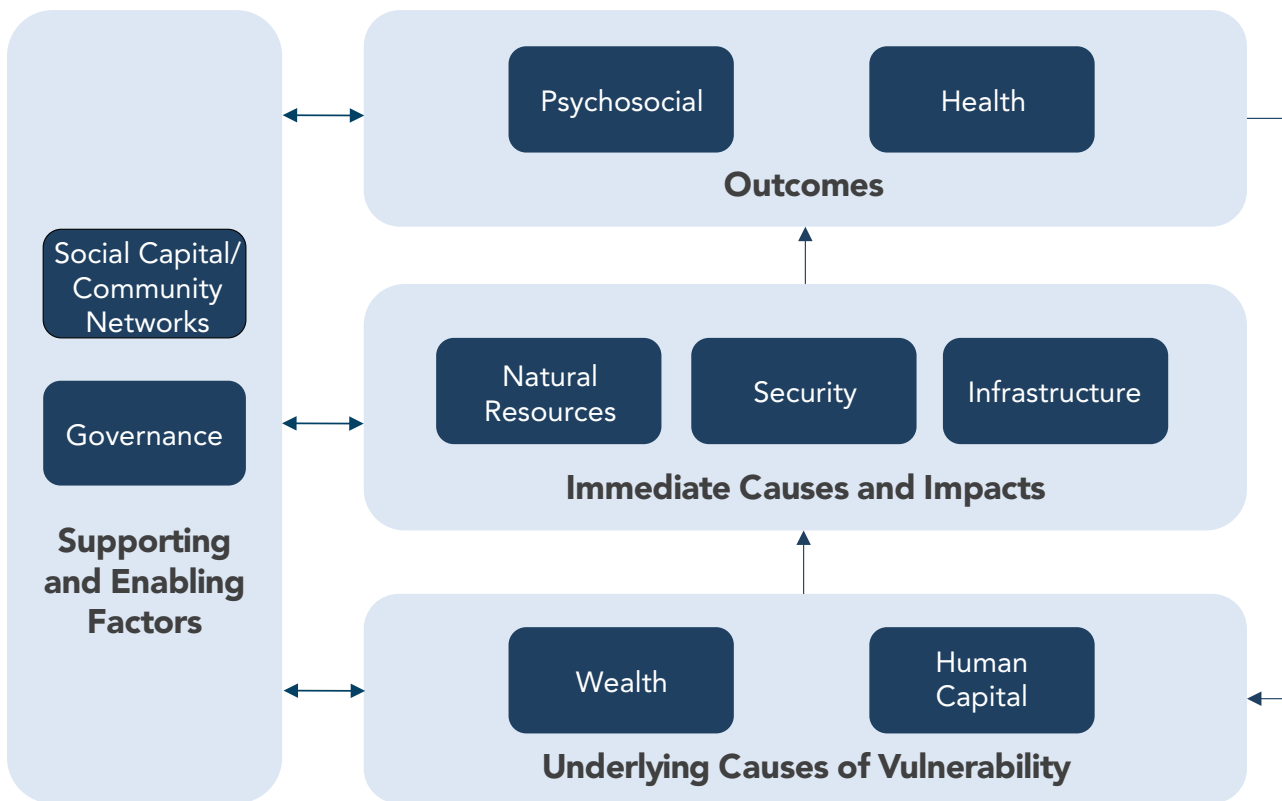 Psychosocial
Health
Outcomes
Social Capital/
Community
Networks
Governance
Supporting
and Enabling
Factors
Natural
Resources
Security
Infrastructure
Immediate Causes and Impacts
Wealth
Human
Capital
Underlying Causes of Vulnerability